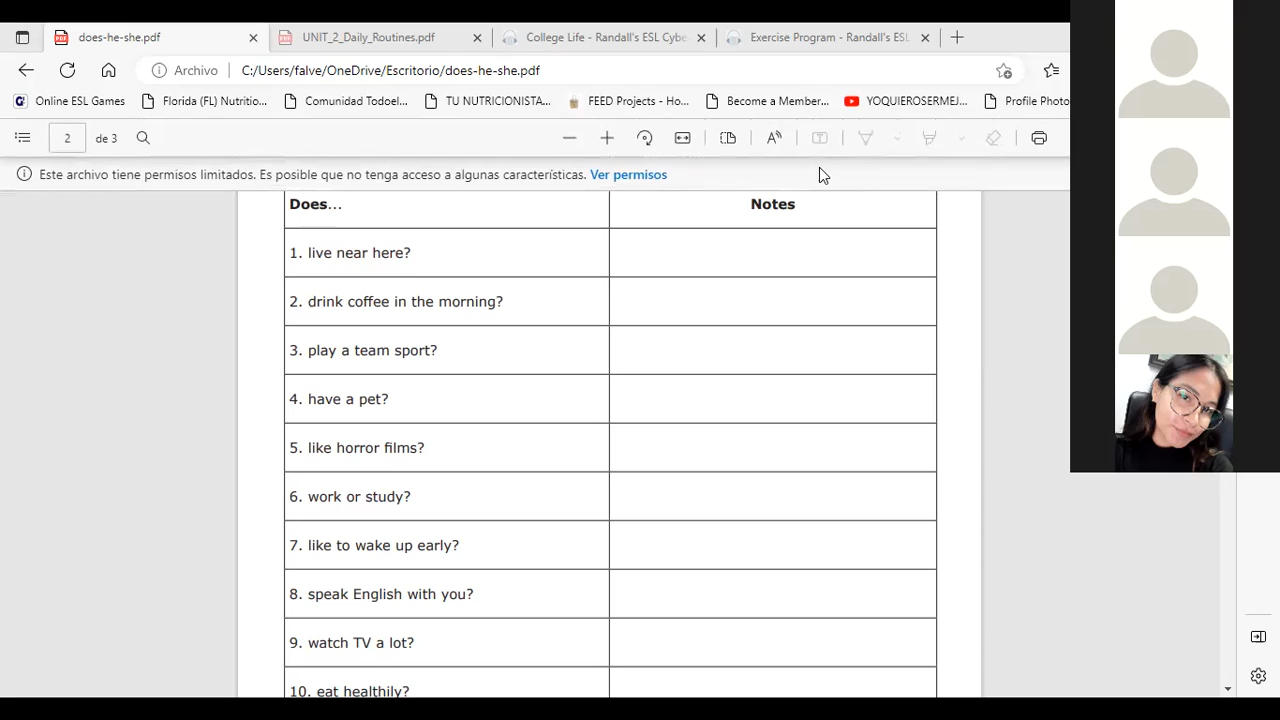 does-he-she.pdf
UNIT_2_Daily_Routines.pdf
College Life - Randall's ESL Cybe
Exercise Program - Randall's ESL
Archivo
C:/Users/falve/OneDrive/Escritorio/does-he-she.pdf
Online ESL Games
Florida (FL) Nutritio...
Comunidad Todoel...
TU NUTRICIONISTA...
FEED Projects - Ho...
Become a Member...
YOQUIEROSERMEJ...
Profile Photo
2 de 3
Este archivo tiene permisos limitados. Es posible que no tenga acceso a algunas características. Ver permisos
Does... Notes
1. live near here?
2. drink coffee in the morning?
3. play a team sport?
4. have a pet?
5. like horror films?
6. work or study?
7. like to wake up early?
8. speak English with you?
9. watch TV a lot?
10. eat healthily?